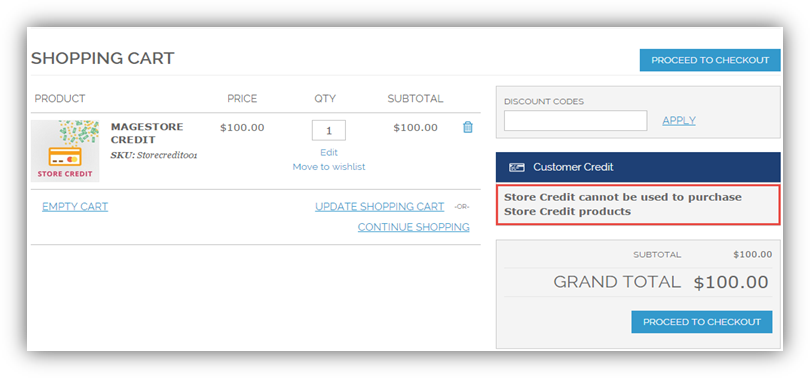 SHOPPING CART
PROCEED TO CHECKOUT
PRODUCT PRICE QTY SUBTOTAL
STORE CREDIT
MAGESTORE
CREDIT
SKU: Storecredit001
$100.00
1
Edit
Move to wishlist
$100.00
EMPTY CART
UPDATE SHOPPING CART -OR-
CONTINUE SHOPPING
DISCOUNT CODES
APPLY
Customer Credit
Store Credit cannot be used to purchase
Store Credit products
SUBTOTAL $100.00
GRAND TOTAL $100.00
PROCEED TO CHECKOUT